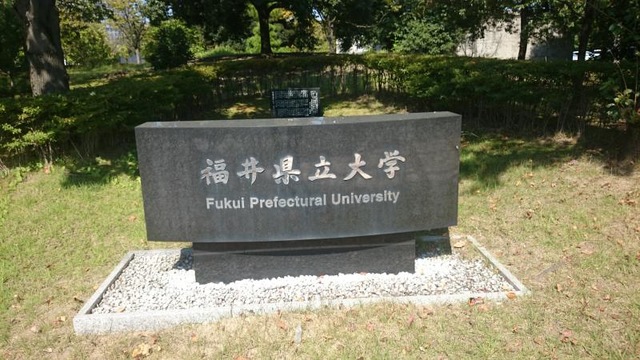 福井県立大学
Fukui Prefectural University